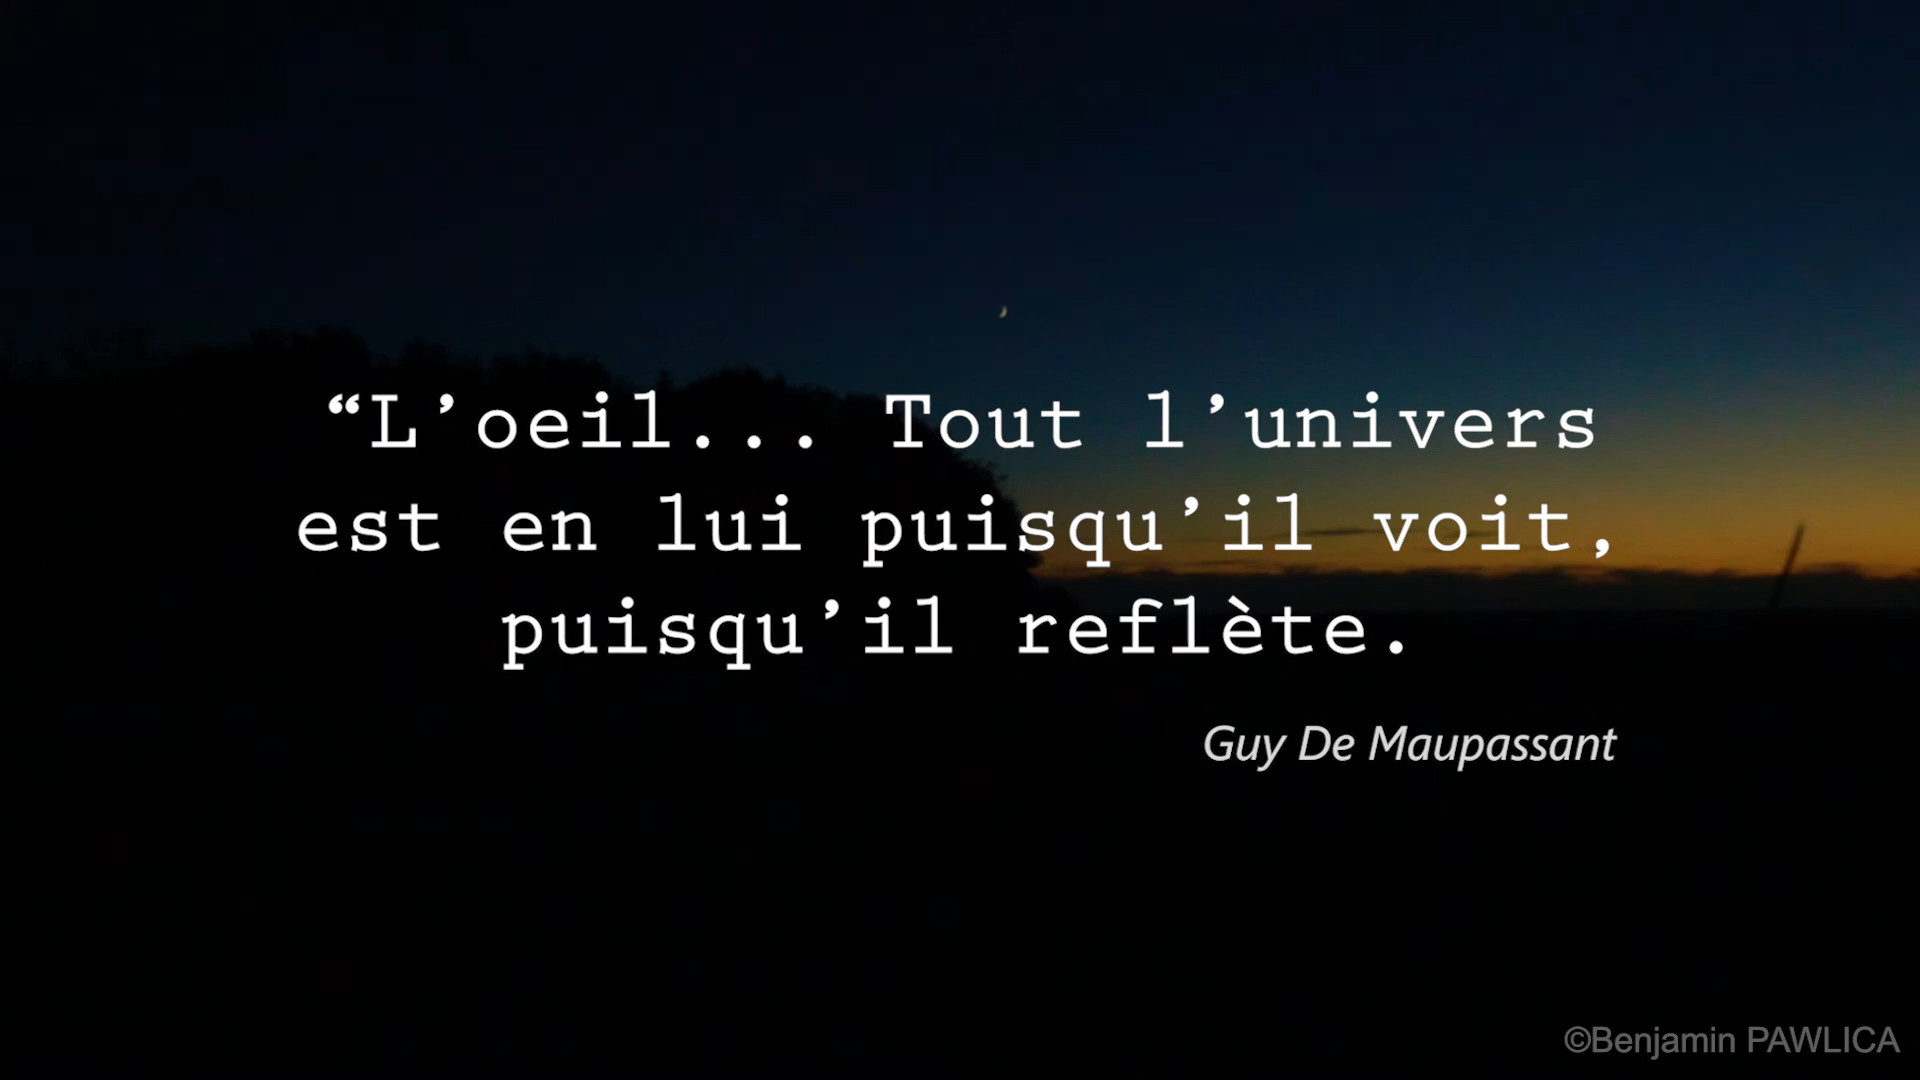 “L’oeil... Tout l’univers
est en lui puisqu’il voit,
puisqu’il reflète.
Guy De Maupassant
©Benjamin PAWLICA